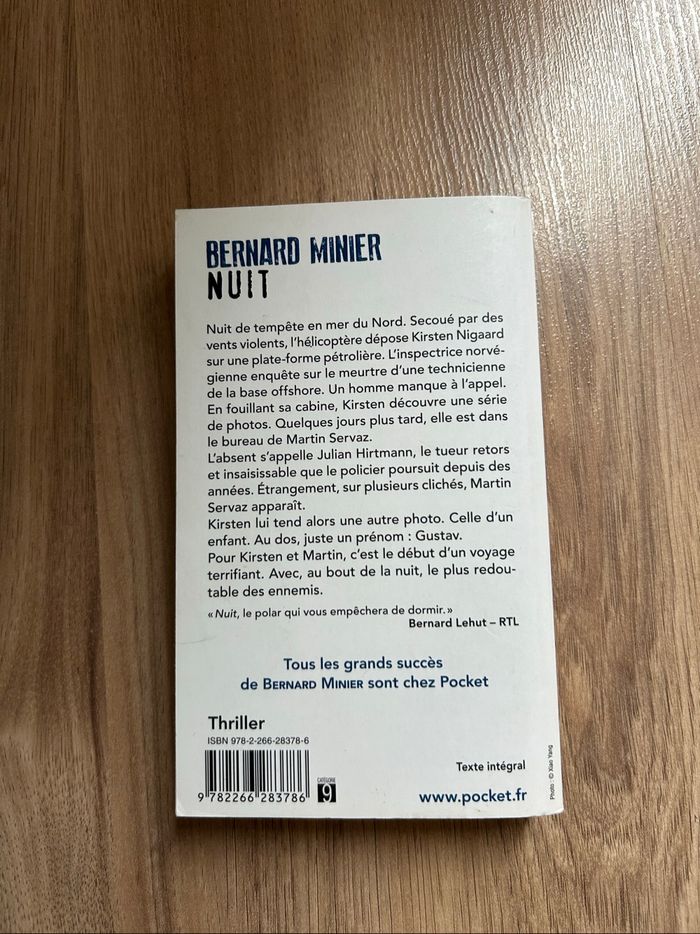 BERNARD MINIER
NUIT
Nuit de tempête en mer du Nord. Secoué par des
vents violents, l'hélicoptère dépose Kirsten Nigaard
sur une plate-forme pétrolière. L'inspectrice norvé-
gienne enquête sur le meurtre d'une technicienne
de la base offshore. Un homme manque à l'appel.
En fouillant sa cabine, Kirsten découvre une série
de photos. Quelques jours plus tard, elle est dans
le bureau de Martin Servaz.
L'absent s'appelle Julian Hirtmann, le tueur retors
et insaisissable que le policier poursuit depuis des
années. Étrangement, sur plusieurs clichés, Martin
Servaz apparaît.
Kirsten lui tend alors une autre photo. Celle d'un
enfant. Au dos, juste un prénom : Gustav.
Pour Kirsten et Martin, c'est le début d'un voyage
terrifiant. Avec, au bout de la nuit, le plus redou-
table des ennemis.
« Nuit, le polar qui vous empêchera de dormir. »
Bernard Lehut – RTL
Tous les grands succès
de BERNARD MINIER sont chez Pocket
Thriller
ISBN 978-2-266-28378-6
9 782266 283786
CATÉGORIE
9
Texte intégral
www.pocket.fr
Photo : © Xiao Yang